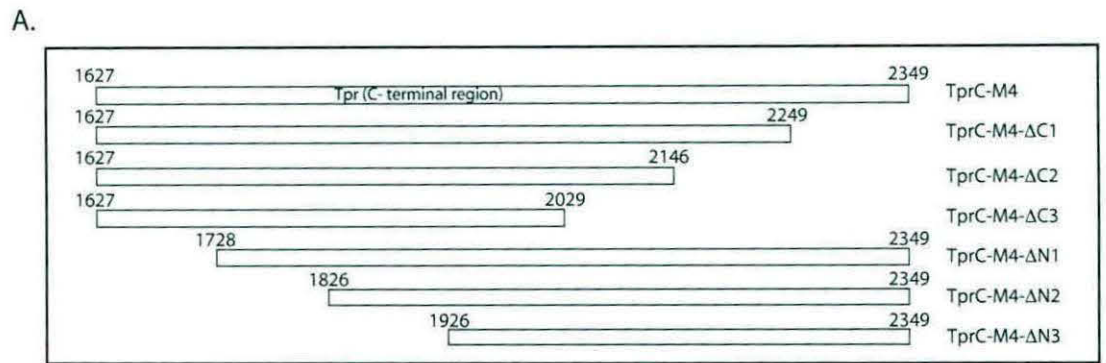 A.
1627 2349
Tpr (C- terminal region) TprC-M4
1627 2249
TprC-M4-ΔC1
1627 2146
TprC-M4-ΔC2
1627 2029
TprC-M4-ΔC3
1728 2349
TprC-M4-ΔN1
1826 2349
TprC-M4-ΔN2
1926 2349
TprC-M4-ΔN3